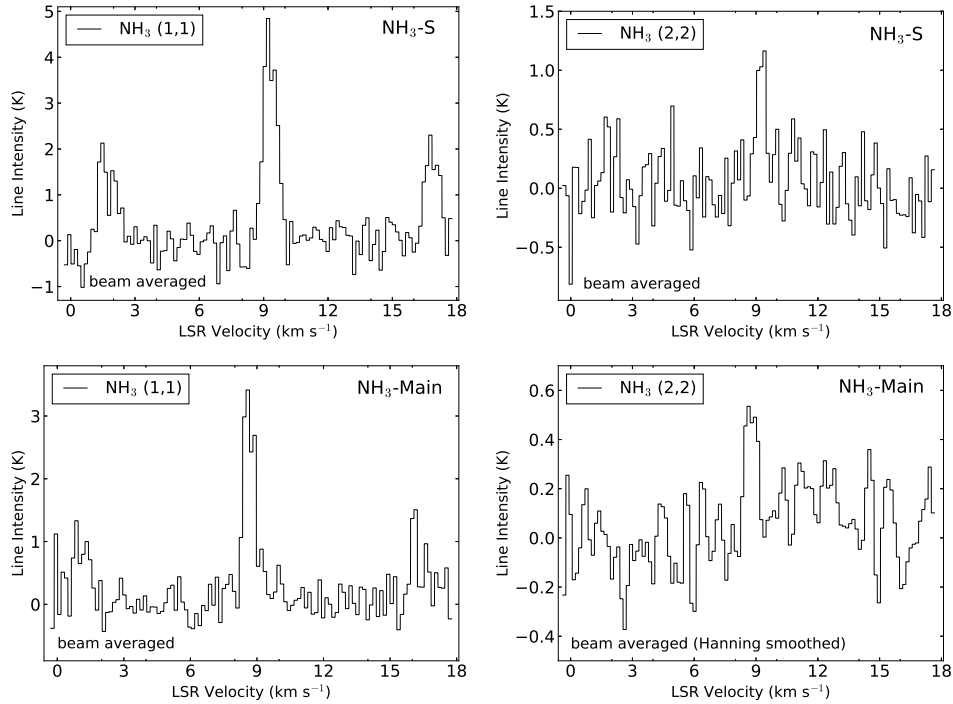 NH₃ (1,1)
NH₃-S
5
4
3
2
1
0
−1
Line Intensity (K)
beam averaged
0 3 6 9 12 15 18
LSR Velocity (km s⁻¹)
NH₃ (2,2)
NH₃-S
1.5
1.0
0.5
0.0
−0.5
Line Intensity (K)
beam averaged
0 3 6 9 12 15 18
LSR Velocity (km s⁻¹)
NH₃ (1,1)
NH₃-Main
3
2
1
0
Line Intensity (K)
beam averaged
0 3 6 9 12 15 18
LSR Velocity (km s⁻¹)
NH₃ (2,2)
NH₃-Main
0.6
0.4
0.2
0.0
−0.2
−0.4
Line Intensity (K)
beam averaged (Hanning smoothed)
0 3 6 9 12 15 18
LSR Velocity (km s⁻¹)